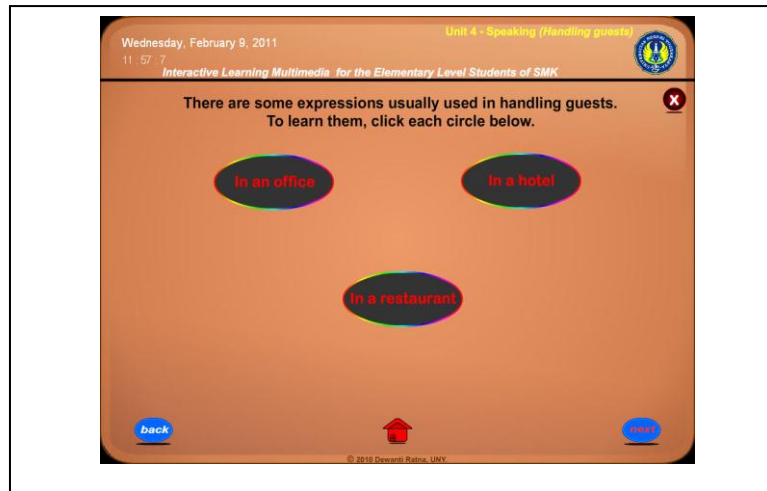 Unit 4 - Speaking (Handling guests)
Wednesday, February 9, 2011
11 : 57 : 7
Interactive Learning Multimedia for the Elementary Level Students of SMK
X
There are some expressions usually used in handling guests.
To learn them, click each circle below.
In an office
In a hotel
In a restaurant
back
next
© 2010 Dewanti Ratna, UNY.